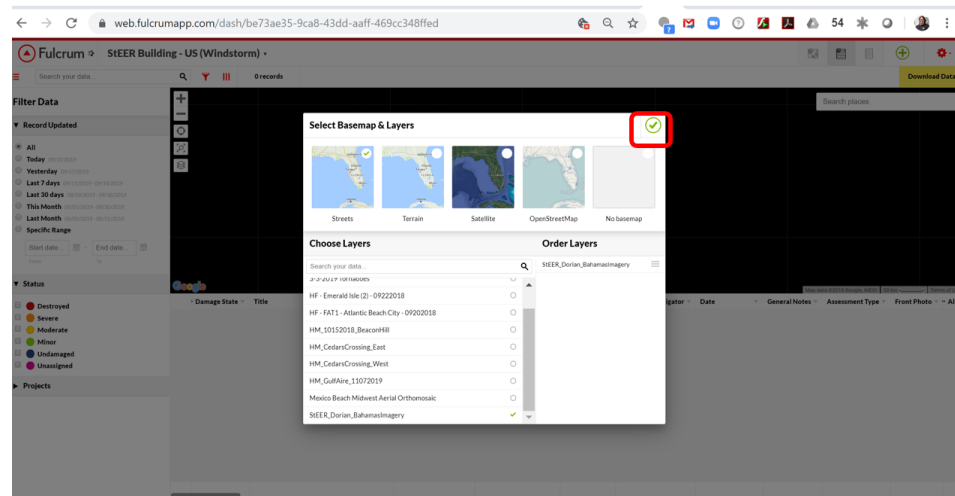 web.fulcrumapp.com/dash/be73ae35-9ca8-43dd-aaff-469cc348ffed
54
Fulcrum
StEER Building - US (Windstorm)
Search your data...
0 records
Download Data
Filter Data
Search places
Record Updated
All
Today
Yesterday
Last 7 days
Last 30 days
This Month
Last Month
Specific Range
Start date...
-
End date...
Status
Destroyed
Severe
Moderate
Minor
Undamaged
Unassigned
Projects
Select Basemap & Layers
Streets
Terrain
Satellite
OpenStreetMap
No basemap
Choose Layers
Order Layers
Search your data...
StEER_Dorian_BahamasImagery
3-3-2019 Tornadoes
HF - Emerald Isle (2) - 09222018
HF - FAT1 - Atlantic Beach City - 09202018
HM_10152018_BeaconHill
HM_CedarsCrossing_East
HM_CedarsCrossing_West
HM_GulfAire_11072019
Mexico Beach Midwest Aerial Orthomosaic
StEER_Dorian_BahamasImagery
Google
Damage State
Title
Date
General Notes
Assessment Type
Front Photo